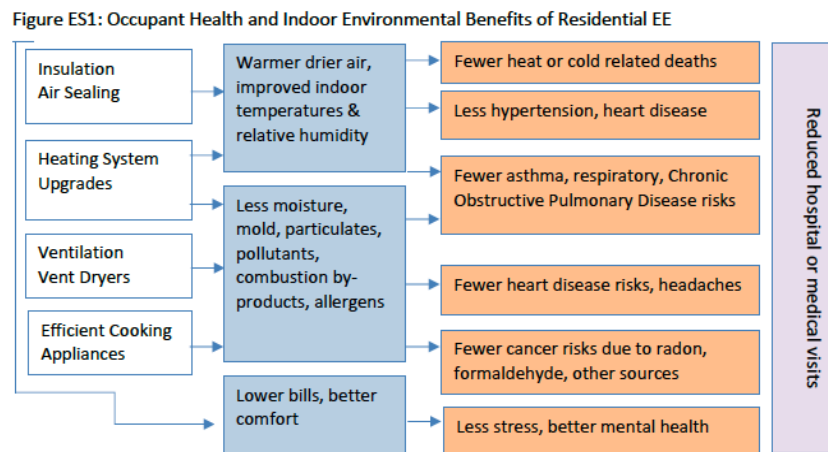 Figure ES1: Occupant Health and Indoor Environmental Benefits of Residential EE
Insulation
Air Sealing
Heating System
Upgrades
Ventilation
Vent Dryers
Efficient Cooking
Appliances
Warmer drier air,
improved indoor
temperatures &
relative humidity
Less moisture,
mold, particulates,
pollutants,
combustion by-
products, allergens
Lower bills, better
comfort
Fewer heat or cold related deaths
Less hypertension, heart disease
Fewer asthma, respiratory, Chronic
Obstructive Pulmonary Disease risks
Fewer heart disease risks, headaches
Fewer cancer risks due to radon,
formaldehyde, other sources
Less stress, better mental health
Reduced hospital or medical visits